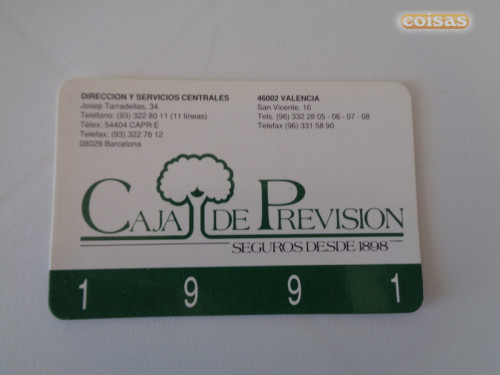 coisas
DIRECCION Y SERVICIOS CENTRALES
Josep Tarradellas, 34
Teléfono: (93) 322 80 11 (11 líneas)
Télex: 54404 CAPR E
Telefax: (93) 322 76 12
08029 Barcelona
46002 VALENCIA
San Vicente, 16
Tels. (96) 332 28 05 - 06 - 07 - 08
Telefax (96) 331 58 90
CAJA DE PREVISION
SEGUROS DESDE 1898
1 9 9 1